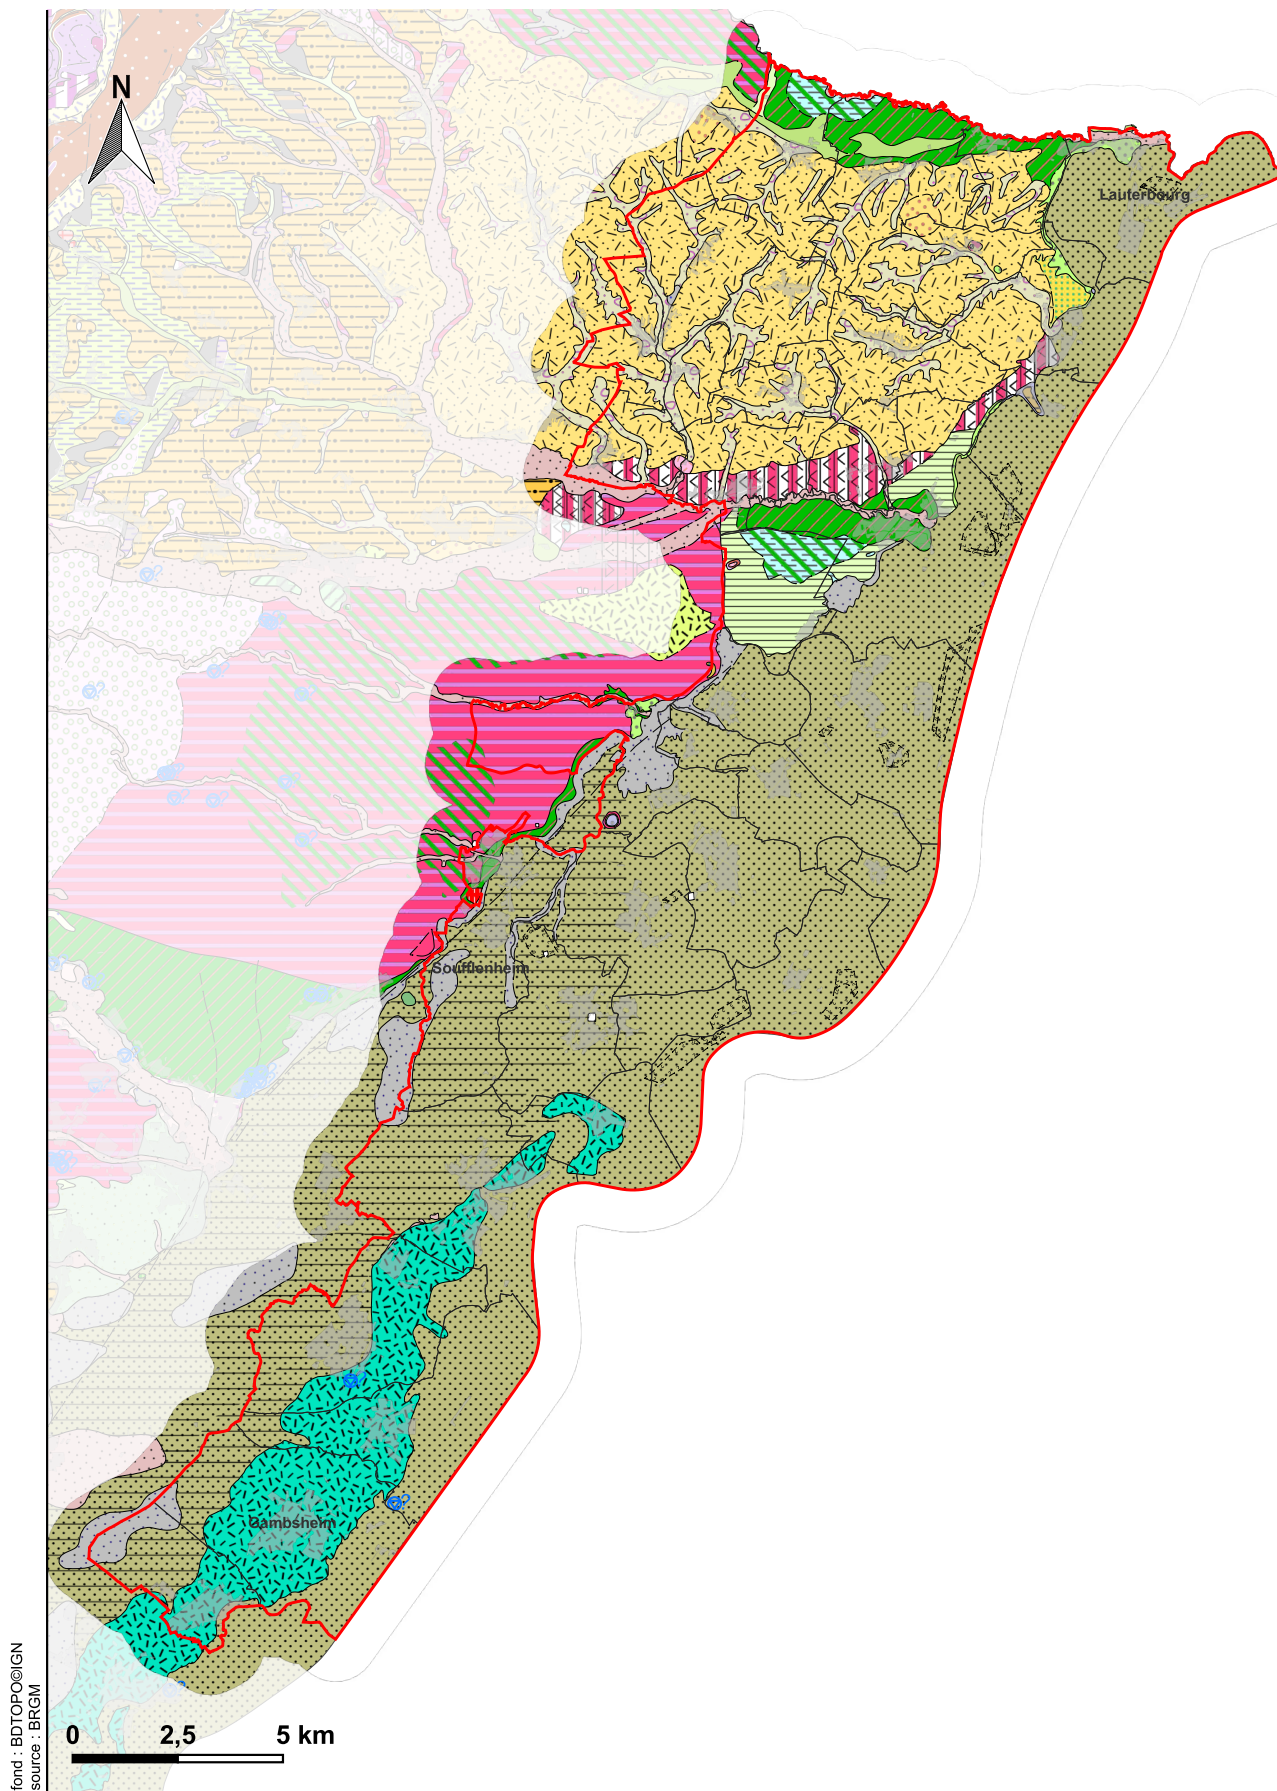 N
Lauterbourg
Soufflenheim
Gambsheim
0 2,5 5 km
fond : BDTOPO©IGN
source : BRGM